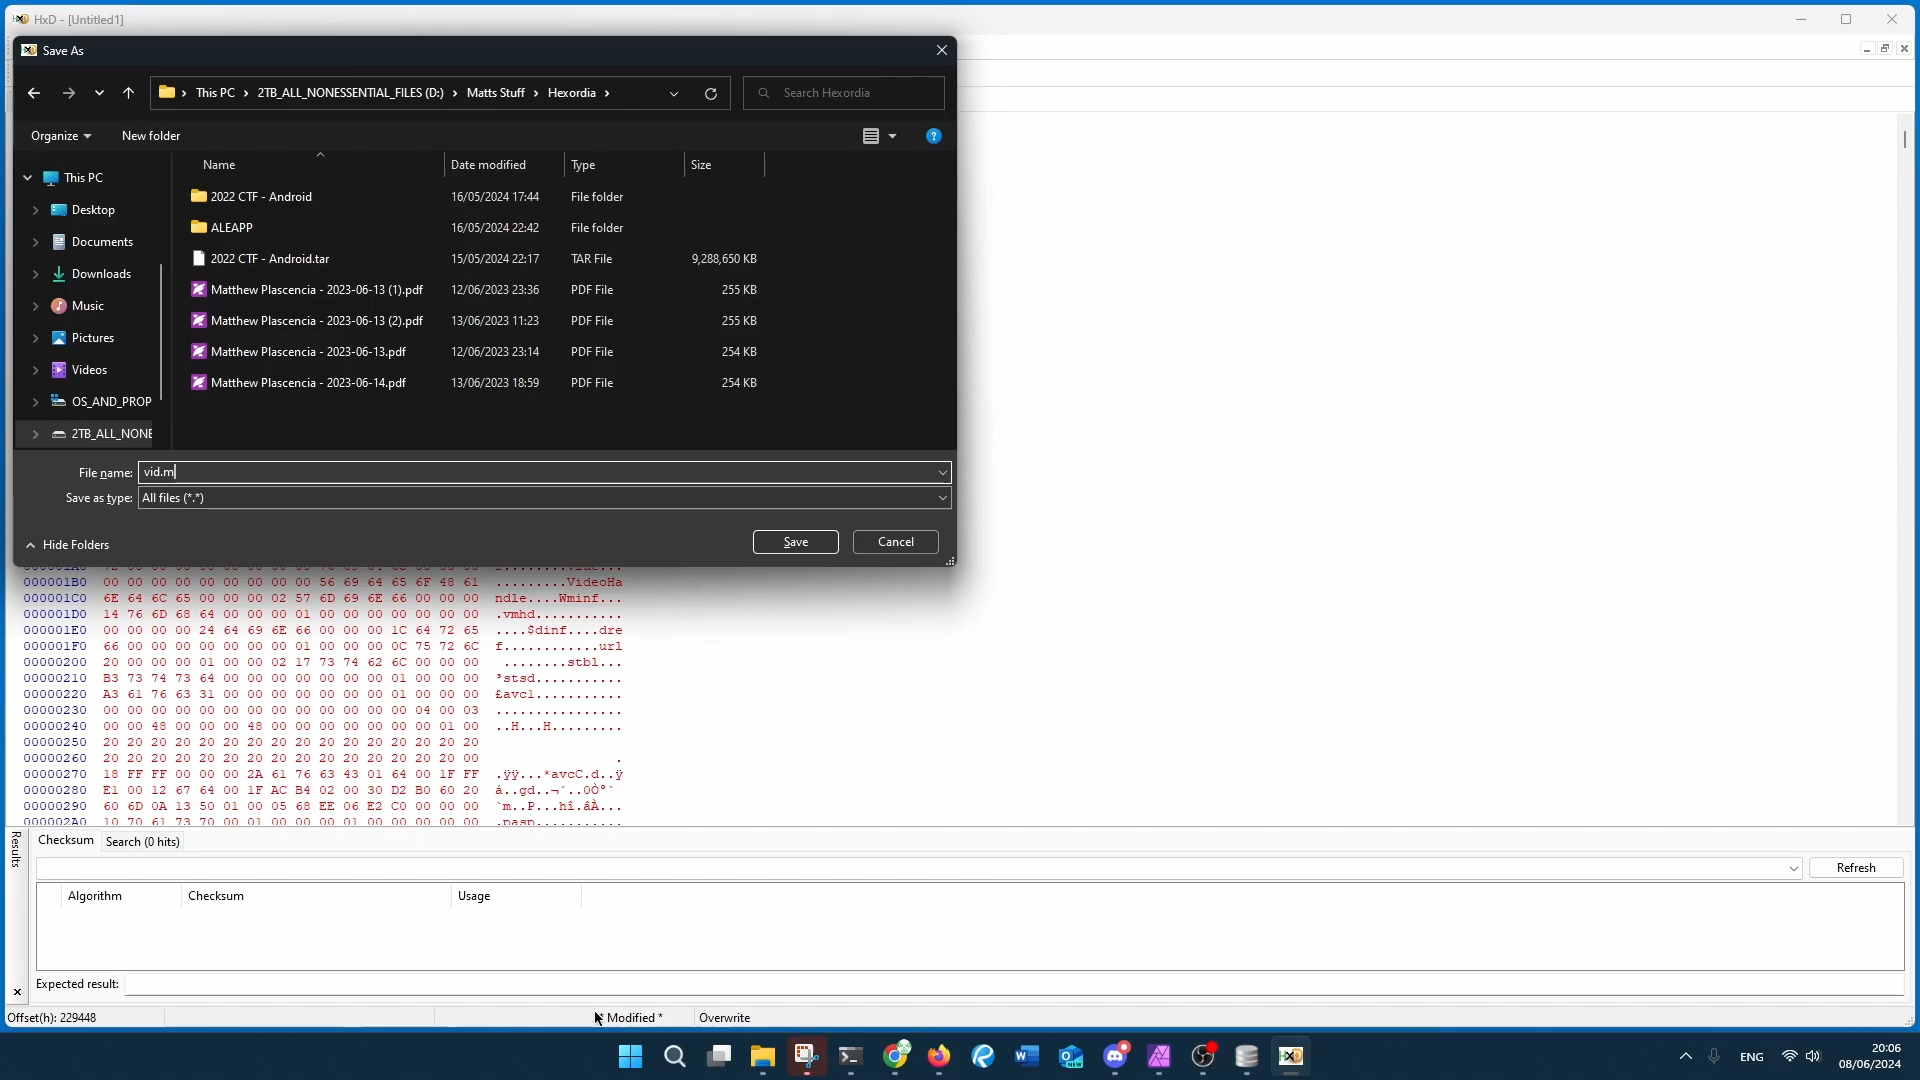 HxD - [Untitled1]
Save As
This PC
2TB_ALL_NONESSENTIAL_FILES (D:)
Matts Stuff
Hexordia
Search Hexordia
Organize
New folder
Name
Date modified
Type
Size
This PC
Desktop
Documents
Downloads
Music
Pictures
Videos
OS_AND_PROP
2TB_ALL_NONE
2022 CTF - Android 16/05/2024 17:44 File folder
ALEAPP 16/05/2024 22:42 File folder
2022 CTF - Android.tar 15/05/2024 22:17 TAR File 9,288,650 KB
Matthew Plascencia - 2023-06-13 (1).pdf 12/06/2023 23:36 PDF File 255 KB
Matthew Plascencia - 2023-06-13 (2).pdf 13/06/2023 11:23 PDF File 255 KB
Matthew Plascencia - 2023-06-13.pdf 12/06/2023 23:14 PDF File 254 KB
Matthew Plascencia - 2023-06-14.pdf 13/06/2023 18:59 PDF File 254 KB
File name: vid.m
Save as type: All files (*.*)
Hide Folders
Save
Cancel
000001B0 00 00 00 00 00 00 00 00 00 56 69 64 65 6F 48 61 .........VideoHa
000001C0 6E 64 6C 65 00 00 00 02 57 6D 69 6E 66 00 00 00 ndle....Wminf...
000001D0 14 76 6D 68 64 00 00 00 01 00 00 00 00 00 00 00 .vmhd...........
000001E0 00 00 00 00 24 64 69 6E 66 00 00 00 1C 64 72 65 ....$dinf....dre
000001F0 66 00 00 00 00 00 00 00 01 00 00 00 0C 75 72 6C f............url
00000200 20 00 00 00 01 00 00 02 17 73 74 62 6C 00 00 00 ........stbl...
00000210 B3 73 74 73 64 00 00 00 00 00 00 00 01 00 00 00 ³stsd...........
00000220 A3 61 76 63 31 00 00 00 00 00 00 00 01 00 00 00 £avc1...........
00000230 00 00 00 00 00 00 00 00 00 00 00 00 00 04 00 03 ................
00000240 00 00 48 00 00 00 48 00 00 00 00 00 00 00 01 00 ..H...H.........
00000250 20 20 20 20 20 20 20 20 20 20 20 20 20 20 20 20
00000260 20 20 20 20 20 20 20 20 20 20 20 20 20 20 20 00 .
00000270 18 FF FF 00 00 00 2A 61 76 63 43 01 64 00 1F FF .ÿÿ...*avcC.d..ÿ
00000280 E1 00 12 67 64 00 1F AC B4 02 00 30 D2 B0 60 20 á..gd..¬´..0Ò°`
00000290 60 6D 0A 13 50 01 00 05 68 EE 06 E2 C0 00 00 00 `m..P...hî.âÀ...
000002A0 10 70 61 73 70 00 00 00 01 00 00 00 01 00 00 00 .pasp...........
Results
Checksum
Search (0 hits)
Refresh
Algorithm
Checksum
Usage
Expected result:
Offset(h): 229448
Modified *
Overwrite
ENG
20:06
08/06/2024